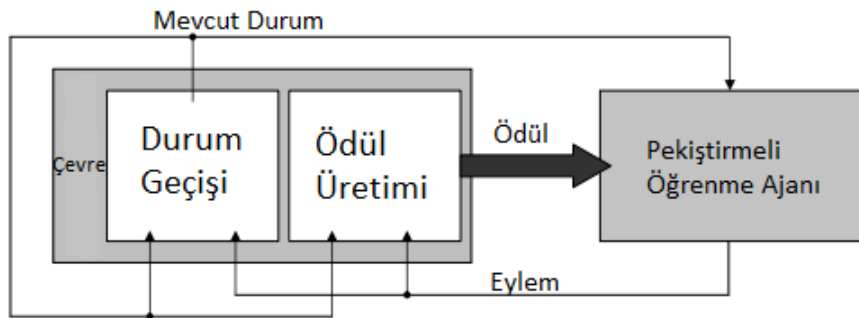 Mevcut Durum
Çevre
Durum
Geçişi
Ödül
Üretimi
Ödül
Pekiştirmeli
Öğrenme Ajanı
Eylem